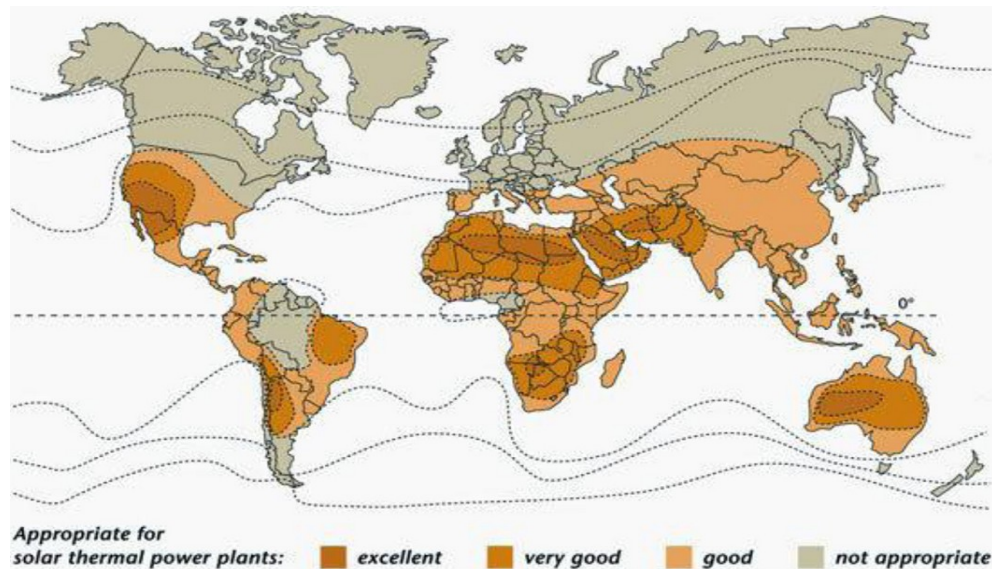 0°
Appropriate for
solar thermal power plants: excellent very good good not appropriate